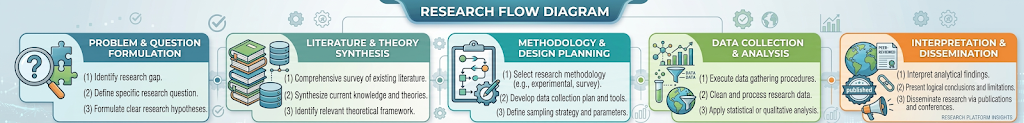 RESEARCH FLOW DIAGRAM
PROBLEM & QUESTION
FORMULATION
?
(1) Identify research gap.
(2) Define specific research question.
(3) Formulate clear research hypotheses.
LITERATURE & THEORY
SYNTHESIS
(1) Comprehensive survey of existing literature.
(2) Synthesize current knowledge and theories.
(3) Identify relevant theoretical framework.
METHODOLOGY &
DESIGN PLANNING
(1) Select research methodology
(e.g., experimental, survey).
(2) Develop data collection plan and tools.
(3) Define sampling strategy and parameters.
DATA COLLECTION
& ANALYSIS
DATA
DATA
(1) Execute data gathering procedures.
(2) Clean and process research data.
(3) Apply statistical or qualitative analysis.
INTERPRETATION &
DISSEMINATION
PEER-
REVIEWED
published
(1) Interpret analytical findings.
(2) Present logical conclusions and limitations.
(3) Disseminate research via publications
and conferences.
RESEARCH PLATFORM INSIGHTS